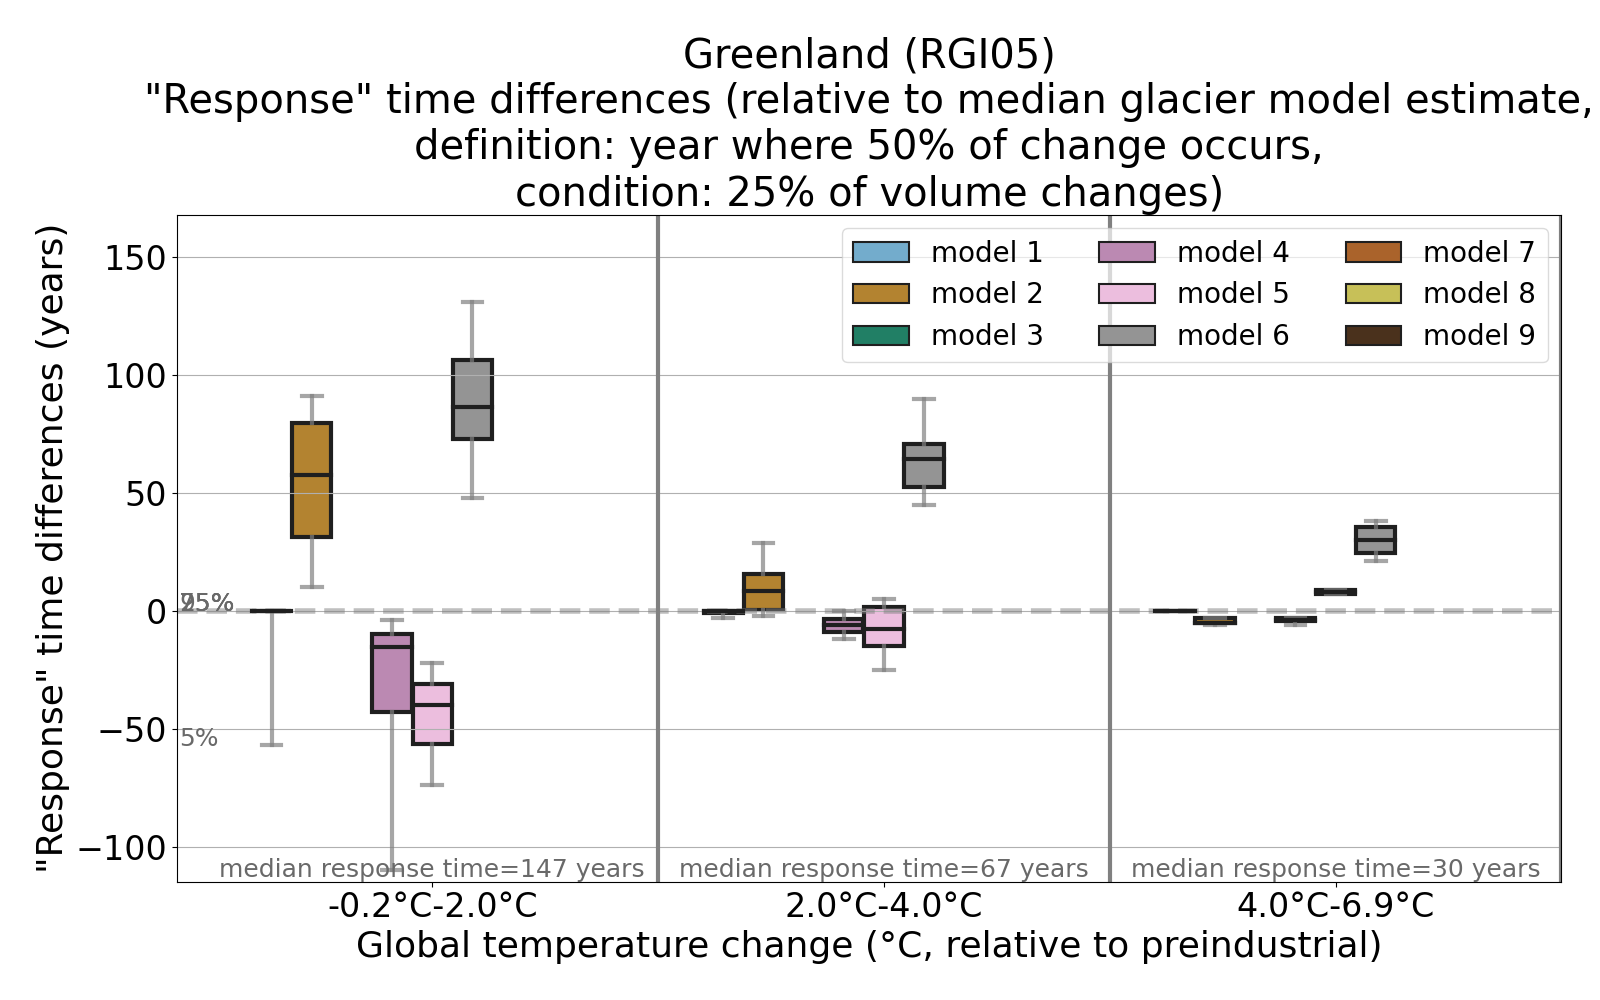 Greenland (RGI05)
"Response" time differences (relative to median glacier model estimate,
definition: year where 50% of change occurs,
condition: 25% of volume changes)
"Response" time differences (years)
150
100
50
0
−50
−100
model 1
model 2
model 3
model 4
model 5
model 6
model 7
model 8
model 9
5%
median response time=147 years
median response time=67 years
median response time=30 years
-0.2°C-2.0°C
2.0°C-4.0°C
4.0°C-6.9°C
Global temperature change (°C, relative to preindustrial)